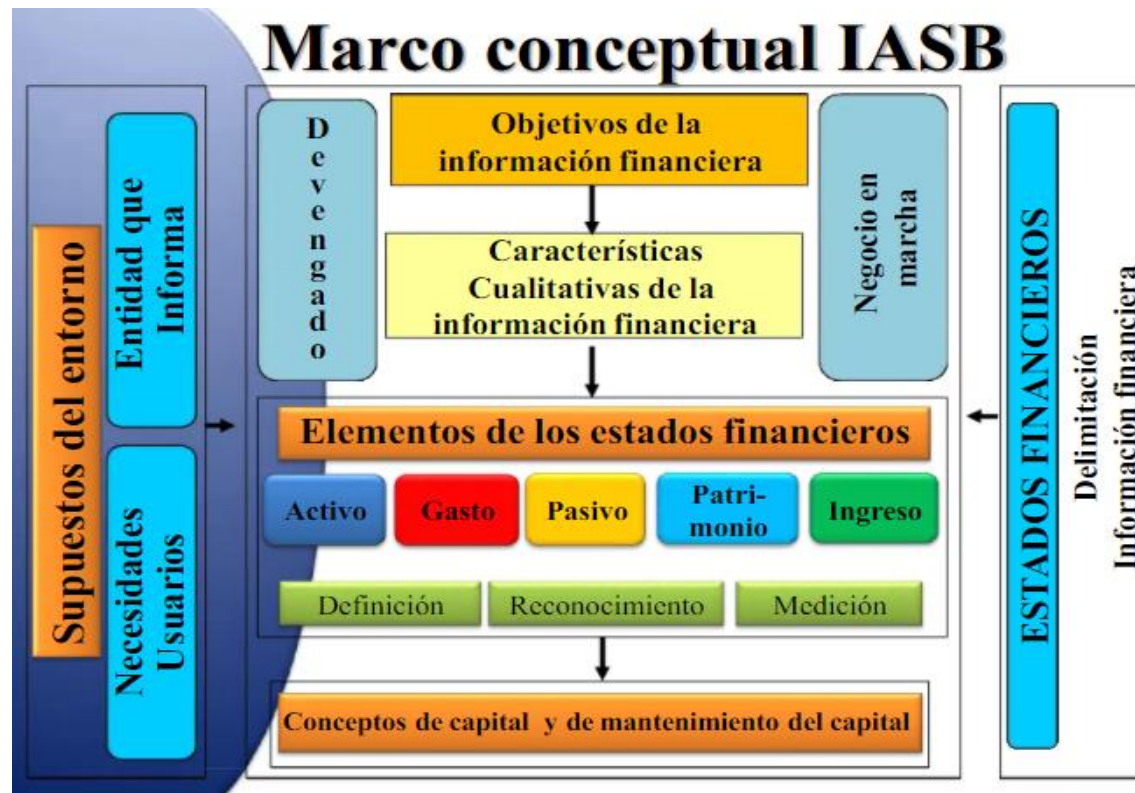 Marco conceptual IASB
Supuestos del entorno
Entidad que
Informa
Necesidades
Usuarios
Devengado
Objetivos de la
información financiera
Características
Cualitativas de la
información financiera
Negocio en
marcha
Elementos de los estados financieros
Activo
Gasto
Pasivo
Patri-
monio
Ingreso
Definición
Reconocimiento
Medición
Conceptos de capital y de mantenimiento del capital
ESTADOS FINANCIEROS
Delimitación
Información financiera